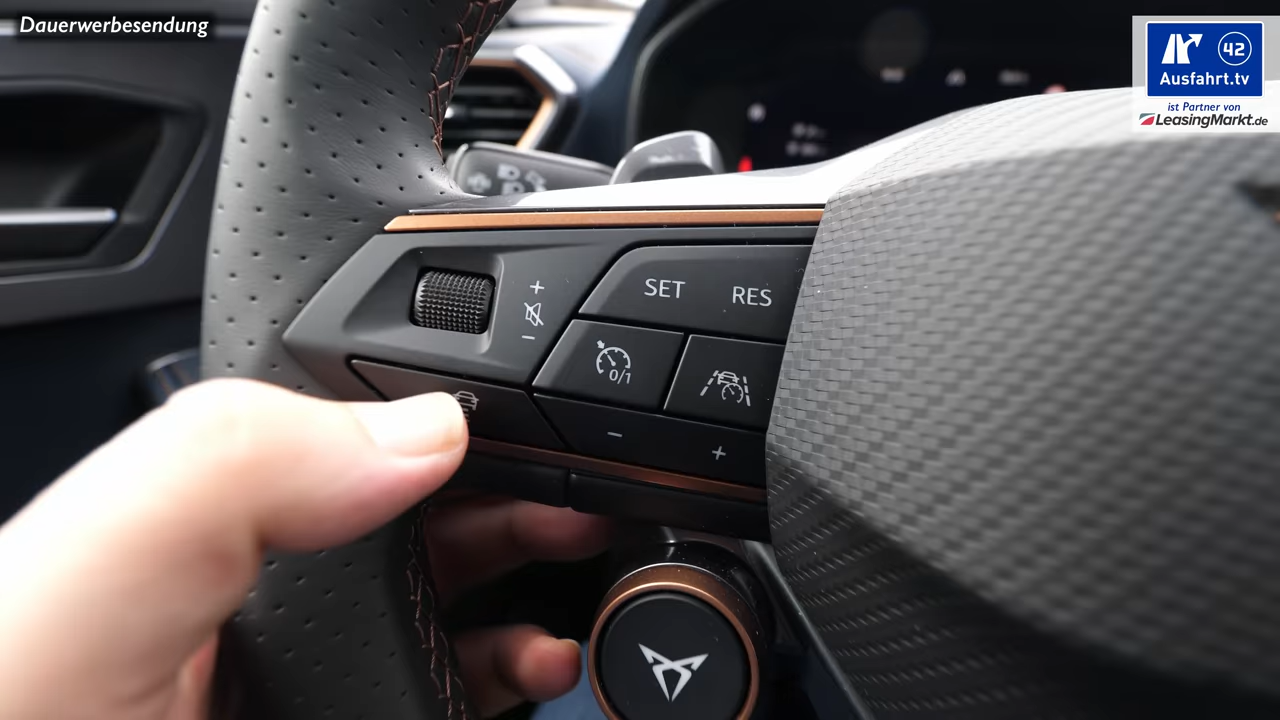 Dauerwerbesendung
42
Ausfahrt.tv
ist Partner von
LeasingMarkt.de
+
SET RES
−
0/1
− +